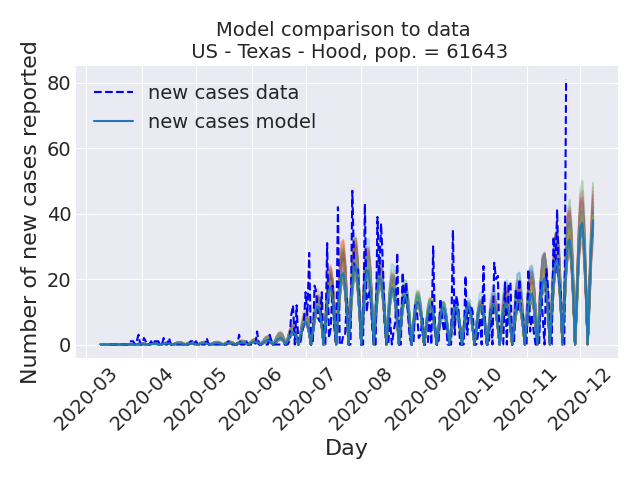 Model comparison to data
US - Texas - Hood, pop. = 61643
Number of new cases reported
80
60
40
20
0
new cases data
new cases model
2020-03
2020-04
2020-05
2020-06
2020-07
2020-08
2020-09
2020-10
2020-11
2020-12
Day